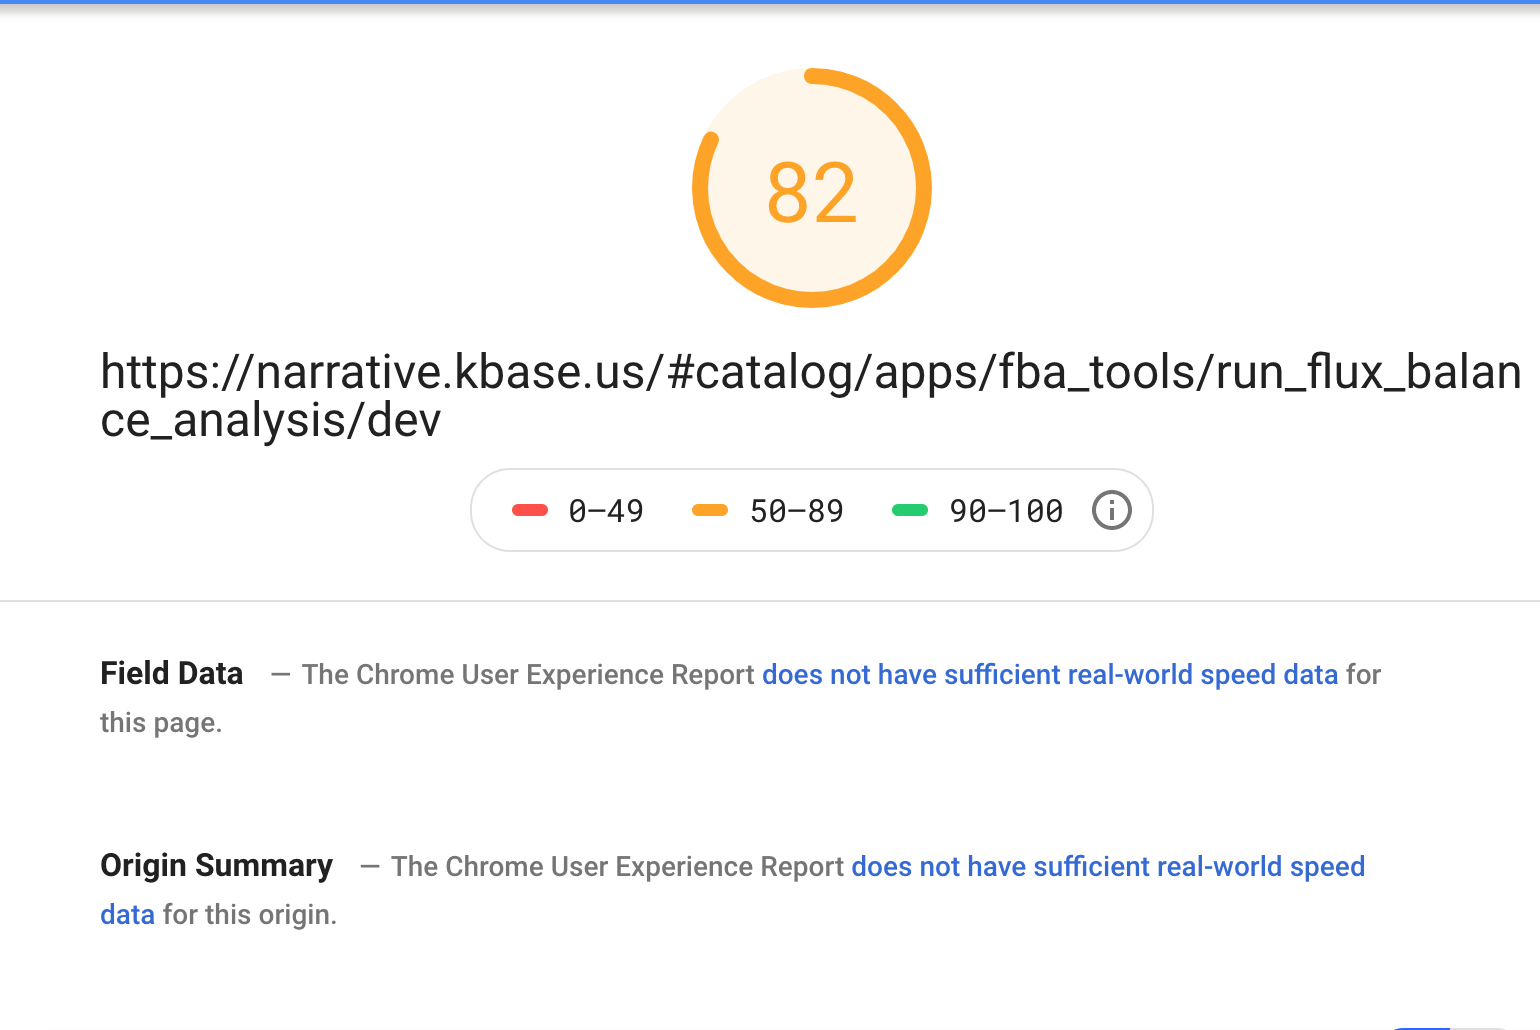 82
https://narrative.kbase.us/#catalog/apps/fba_tools/run_flux_balan
ce_analysis/dev
0–49 50–89 90–100
Field Data — The Chrome User Experience Report does not have sufficient real-world speed data for
this page.
Origin Summary — The Chrome User Experience Report does not have sufficient real-world speed
data for this origin.